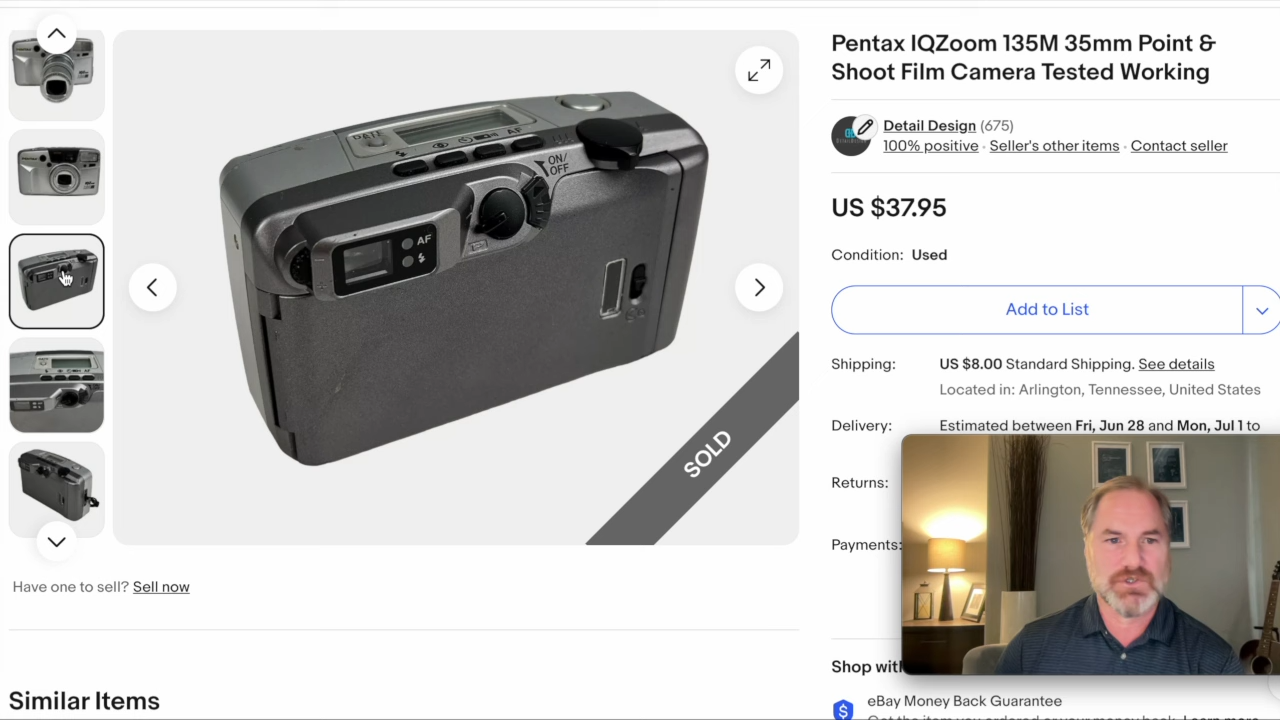 Pentax IQZoom 135M 35mm Point &
Shoot Film Camera Tested Working
Detail Design (675)
100% positive · Seller's other items · Contact seller
US $37.95
Condition: Used
Add to List
Shipping: US $8.00 Standard Shipping. See details
Located in: Arlington, Tennessee, United States
Delivery: Estimated between Fri, Jun 28 and Mon, Jul 1 to
Returns:
Payments:
Shop with
eBay Money Back Guarantee
DATE
AF
ON/
OFF
AF
SOLD
Have one to sell? Sell now
Similar Items